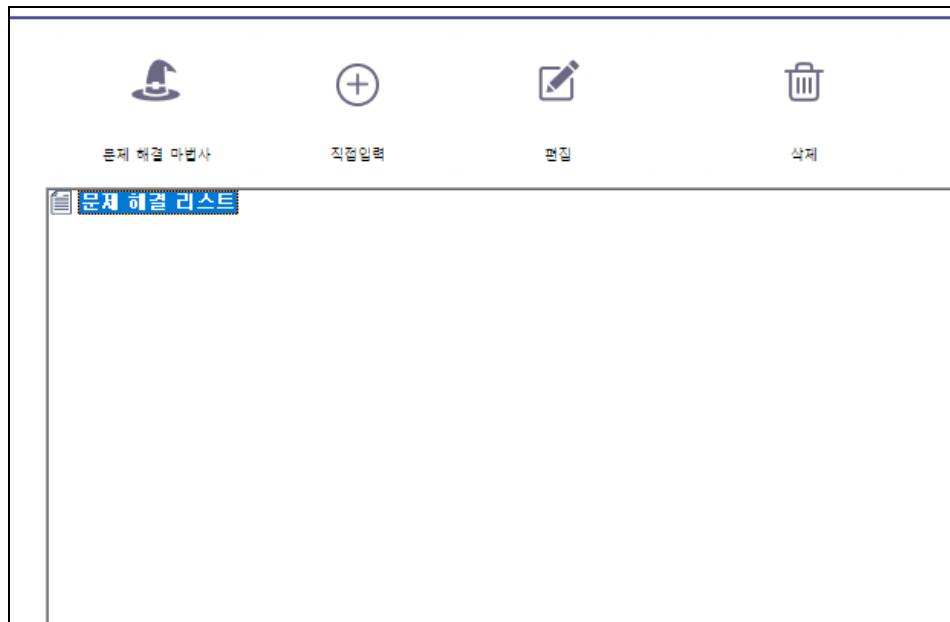 문제 해결 마법사
직접입력
편집
삭제
문제 해결 리스트